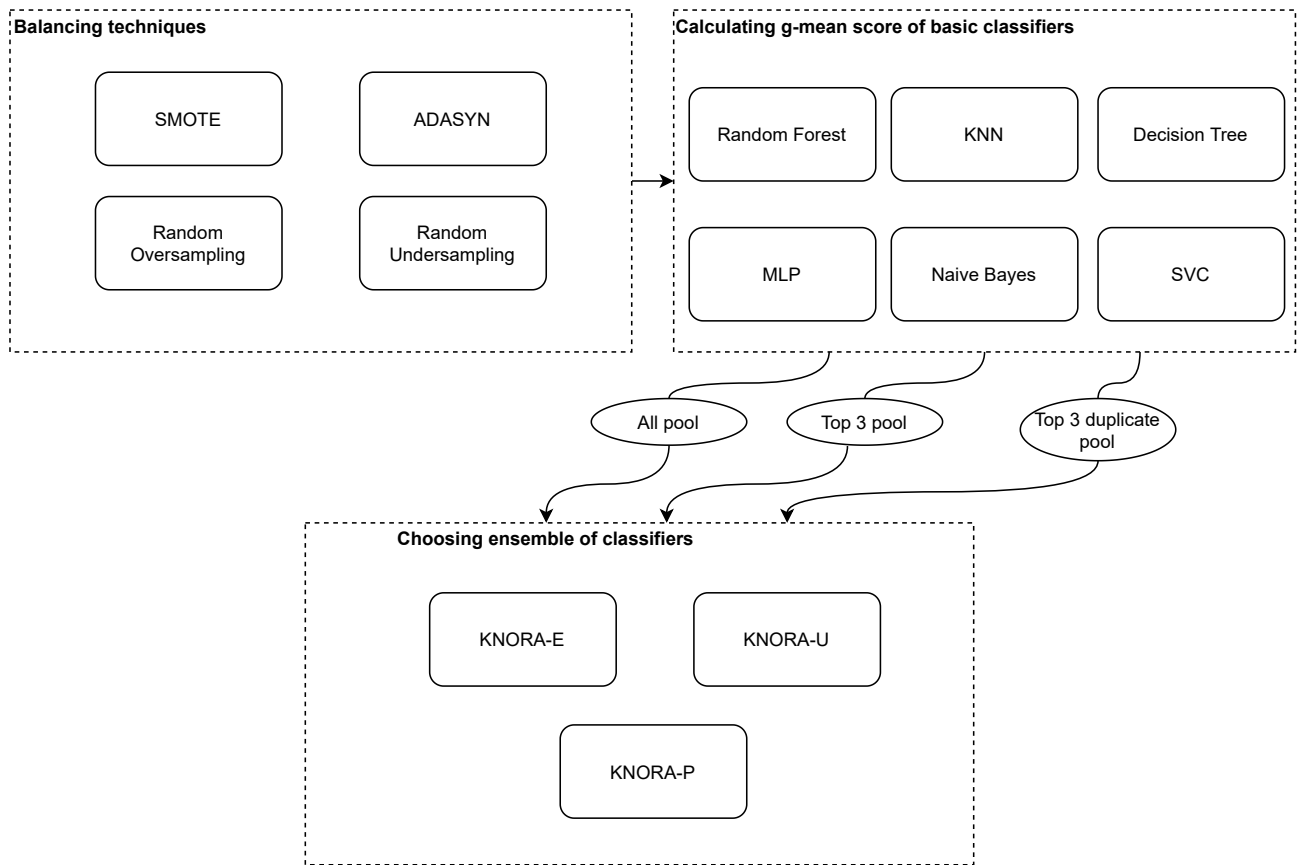 Balancing techniques
SMOTE
ADASYN
Random
Oversampling
Random
Undersampling
Calculating g-mean score of basic classifiers
Random Forest
KNN
Decision Tree
MLP
Naive Bayes
SVC
All pool
Top 3 pool
Top 3 duplicate
pool
Choosing ensemble of classifiers
KNORA-E
KNORA-U
KNORA-P